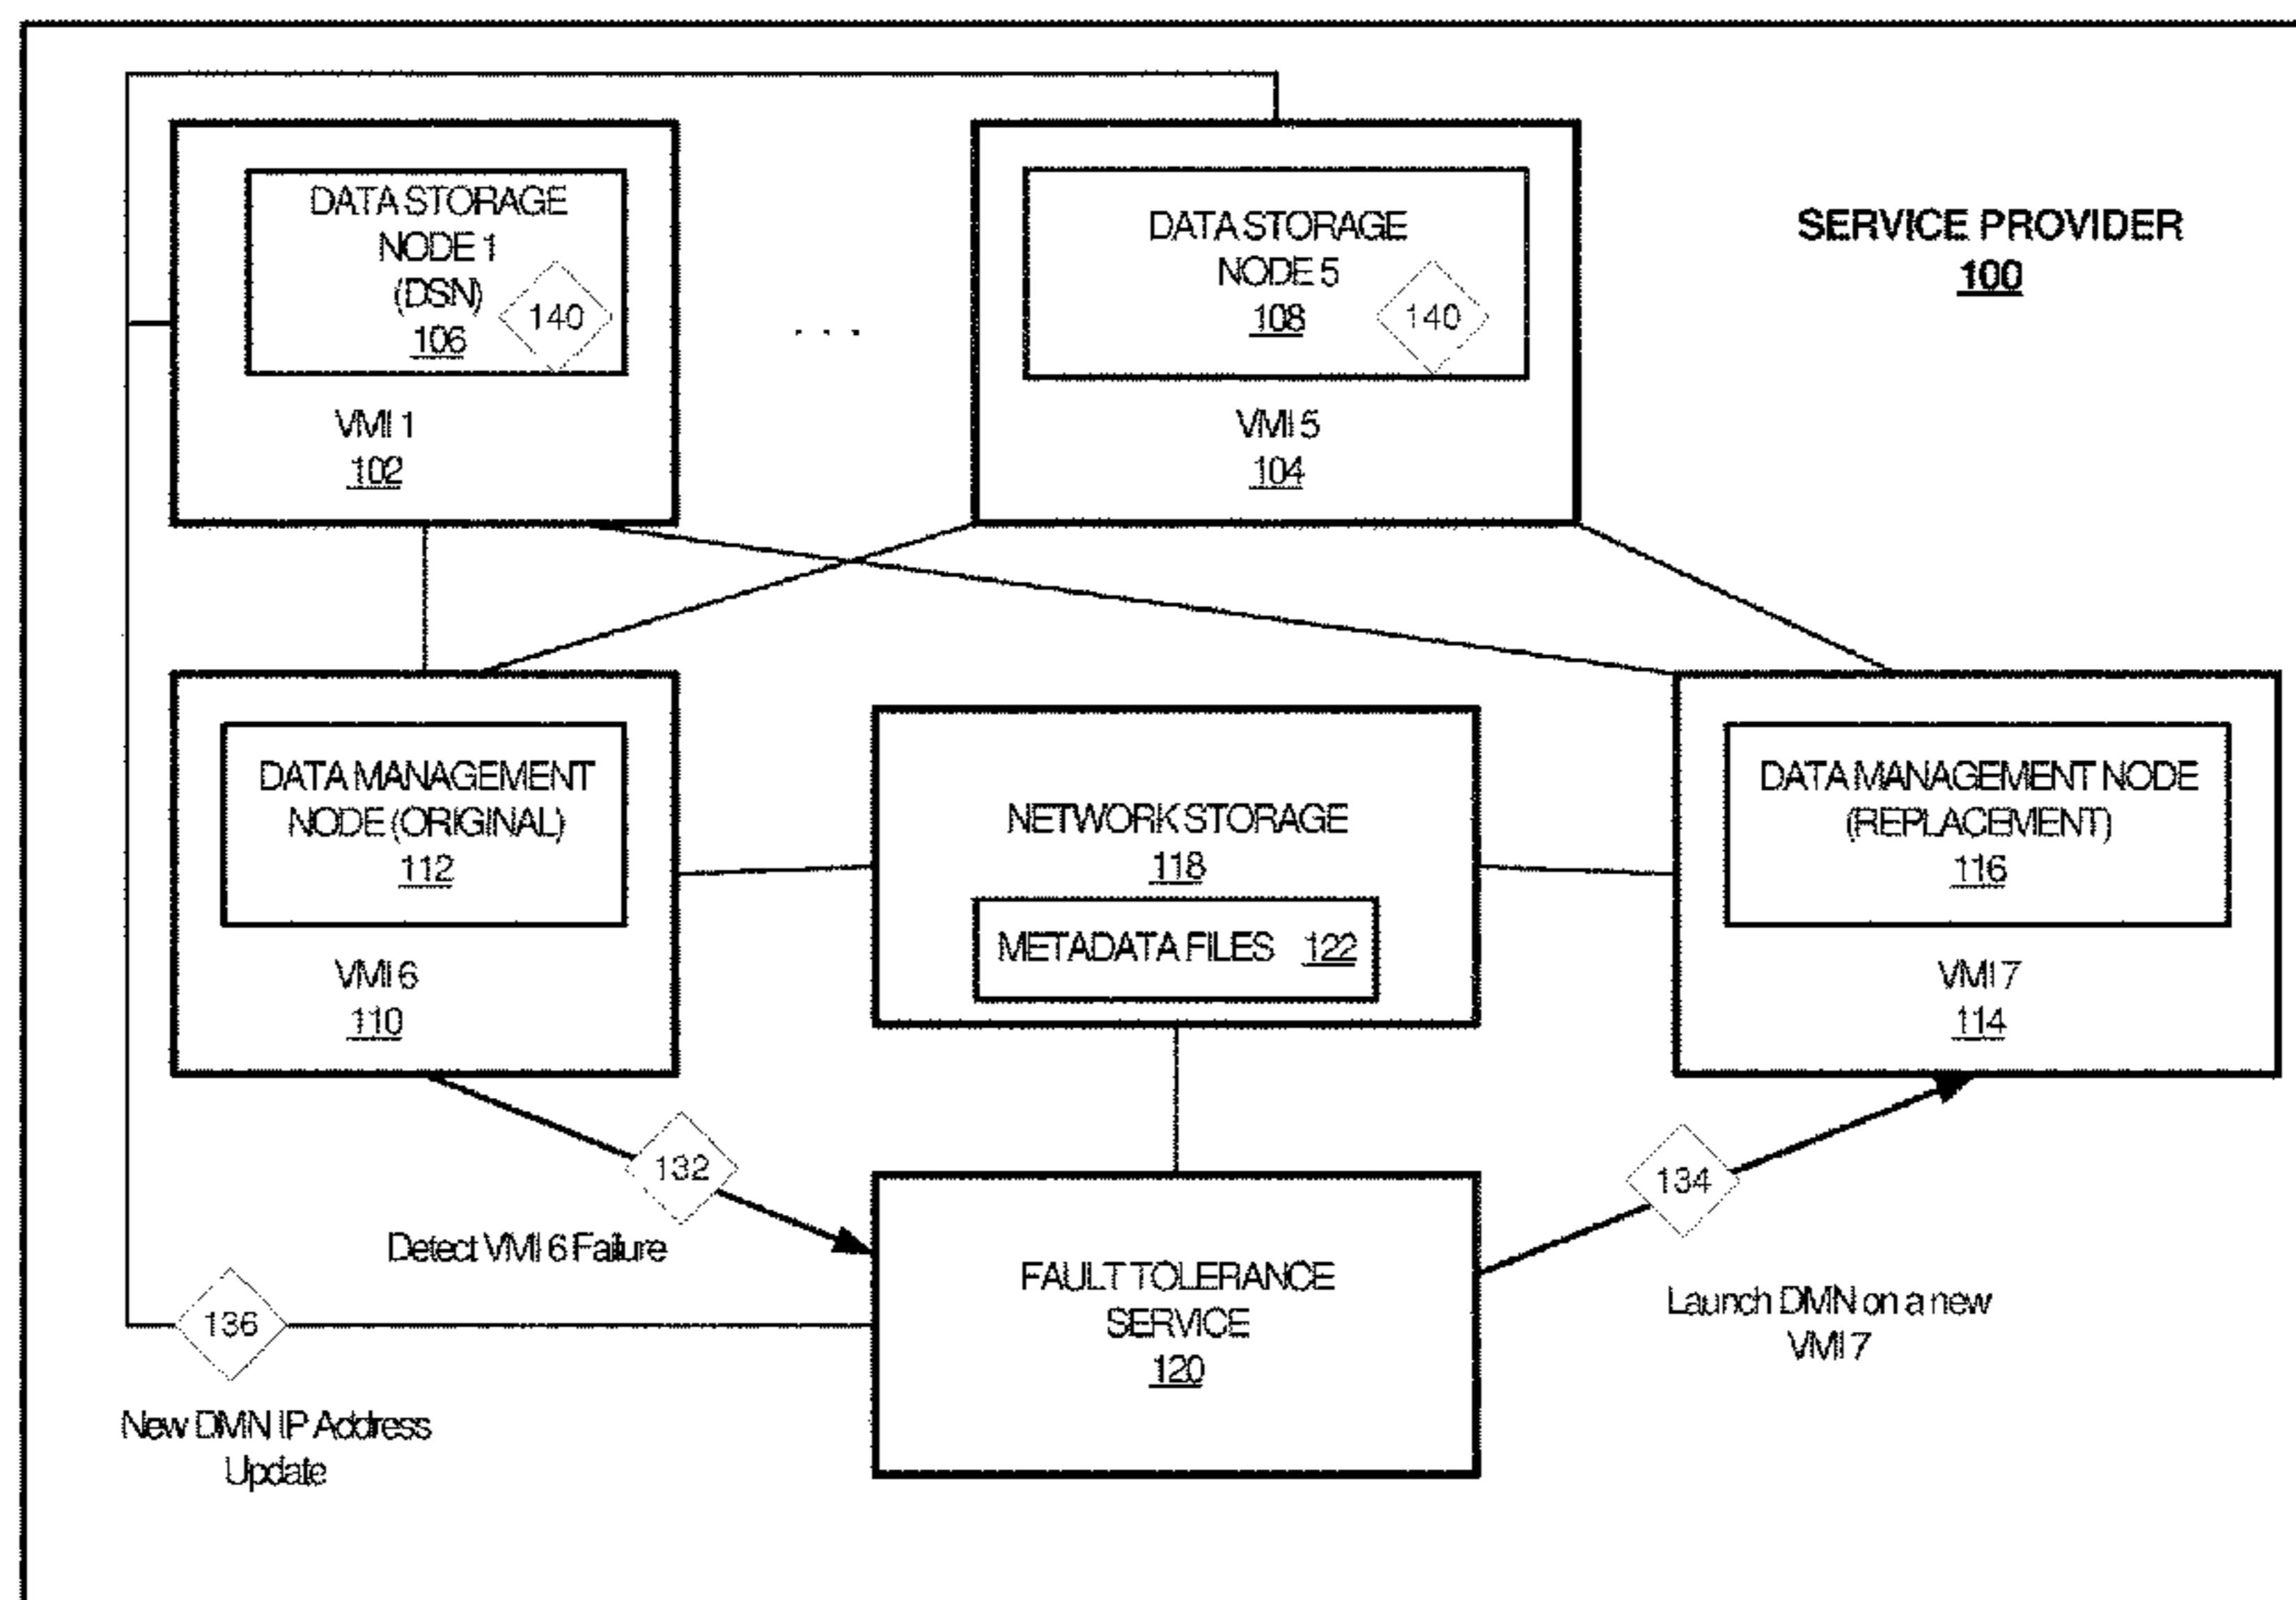 DATA STORAGE
NODE 1
(DSN)
106
140
VMI 1
102
. . .
DATA STORAGE
NODE 5
108
140
VMI 5
104
SERVICE PROVIDER
100
DATA MANAGEMENT
NODE (ORIGINAL)
112
VMI 6
110
NETWORK STORAGE
118
METADATA FILES 122
DATA MANAGEMENT NODE
(REPLACEMENT)
116
VMI 7
114
132
Detect VMI 6 Failure
134
Launch DMN on a new
VMI 7
FAULT TOLERANCE
SERVICE
120
136
New DMN IP Address
Update